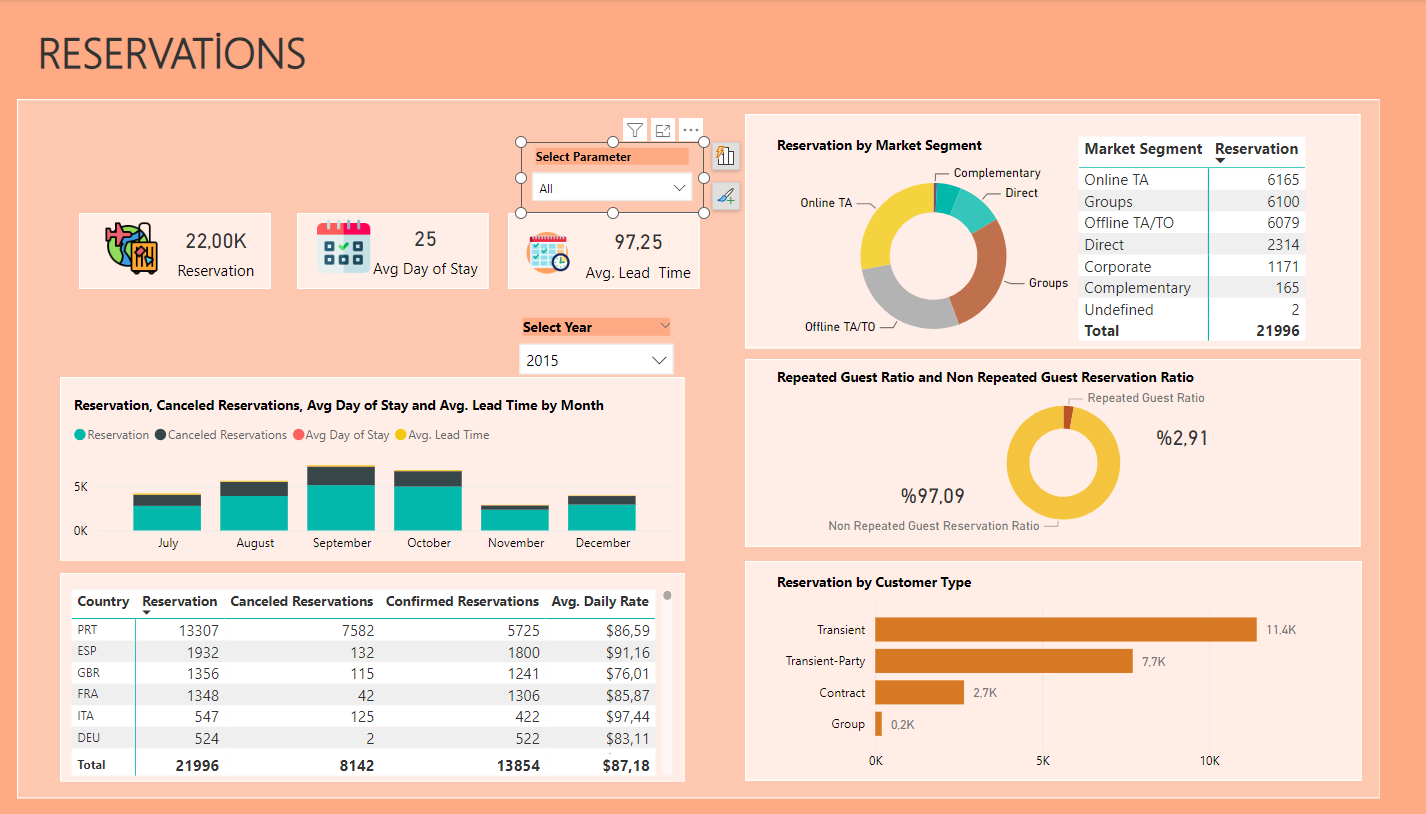 RESERVATİONS
Select Parameter
All
22,00K
Reservation
25
Avg Day of Stay
97,25
Avg. Lead Time
Select Year
2015
Reservation, Canceled Reservations, Avg Day of Stay and Avg. Lead Time by Month
Reservation Canceled Reservations Avg Day of Stay Avg. Lead Time
5K
0K
July August September October November December
Country Reservation Canceled Reservations Confirmed Reservations Avg. Daily Rate
PRT 13307 7582 5725 $86,59
ESP 1932 132 1800 $91,16
GBR 1356 115 1241 $76,01
FRA 1348 42 1306 $85,87
ITA 547 125 422 $97,44
DEU 524 2 522 $83,11
Total 21996 8142 13854 $87,18
Reservation by Market Segment
Complementary
Direct
Online TA
Groups
Offline TA/TO
Market Segment Reservation
Online TA 6165
Groups 6100
Offline TA/TO 6079
Direct 2314
Corporate 1171
Complementary 165
Undefined 2
Total 21996
Repeated Guest Ratio and Non Repeated Guest Reservation Ratio
Repeated Guest Ratio
%2,91
%97,09
Non Repeated Guest Reservation Ratio
Reservation by Customer Type
Transient 11,4K
Transient-Party 7,7K
Contract 2,7K
Group 0,2K
0K 5K 10K